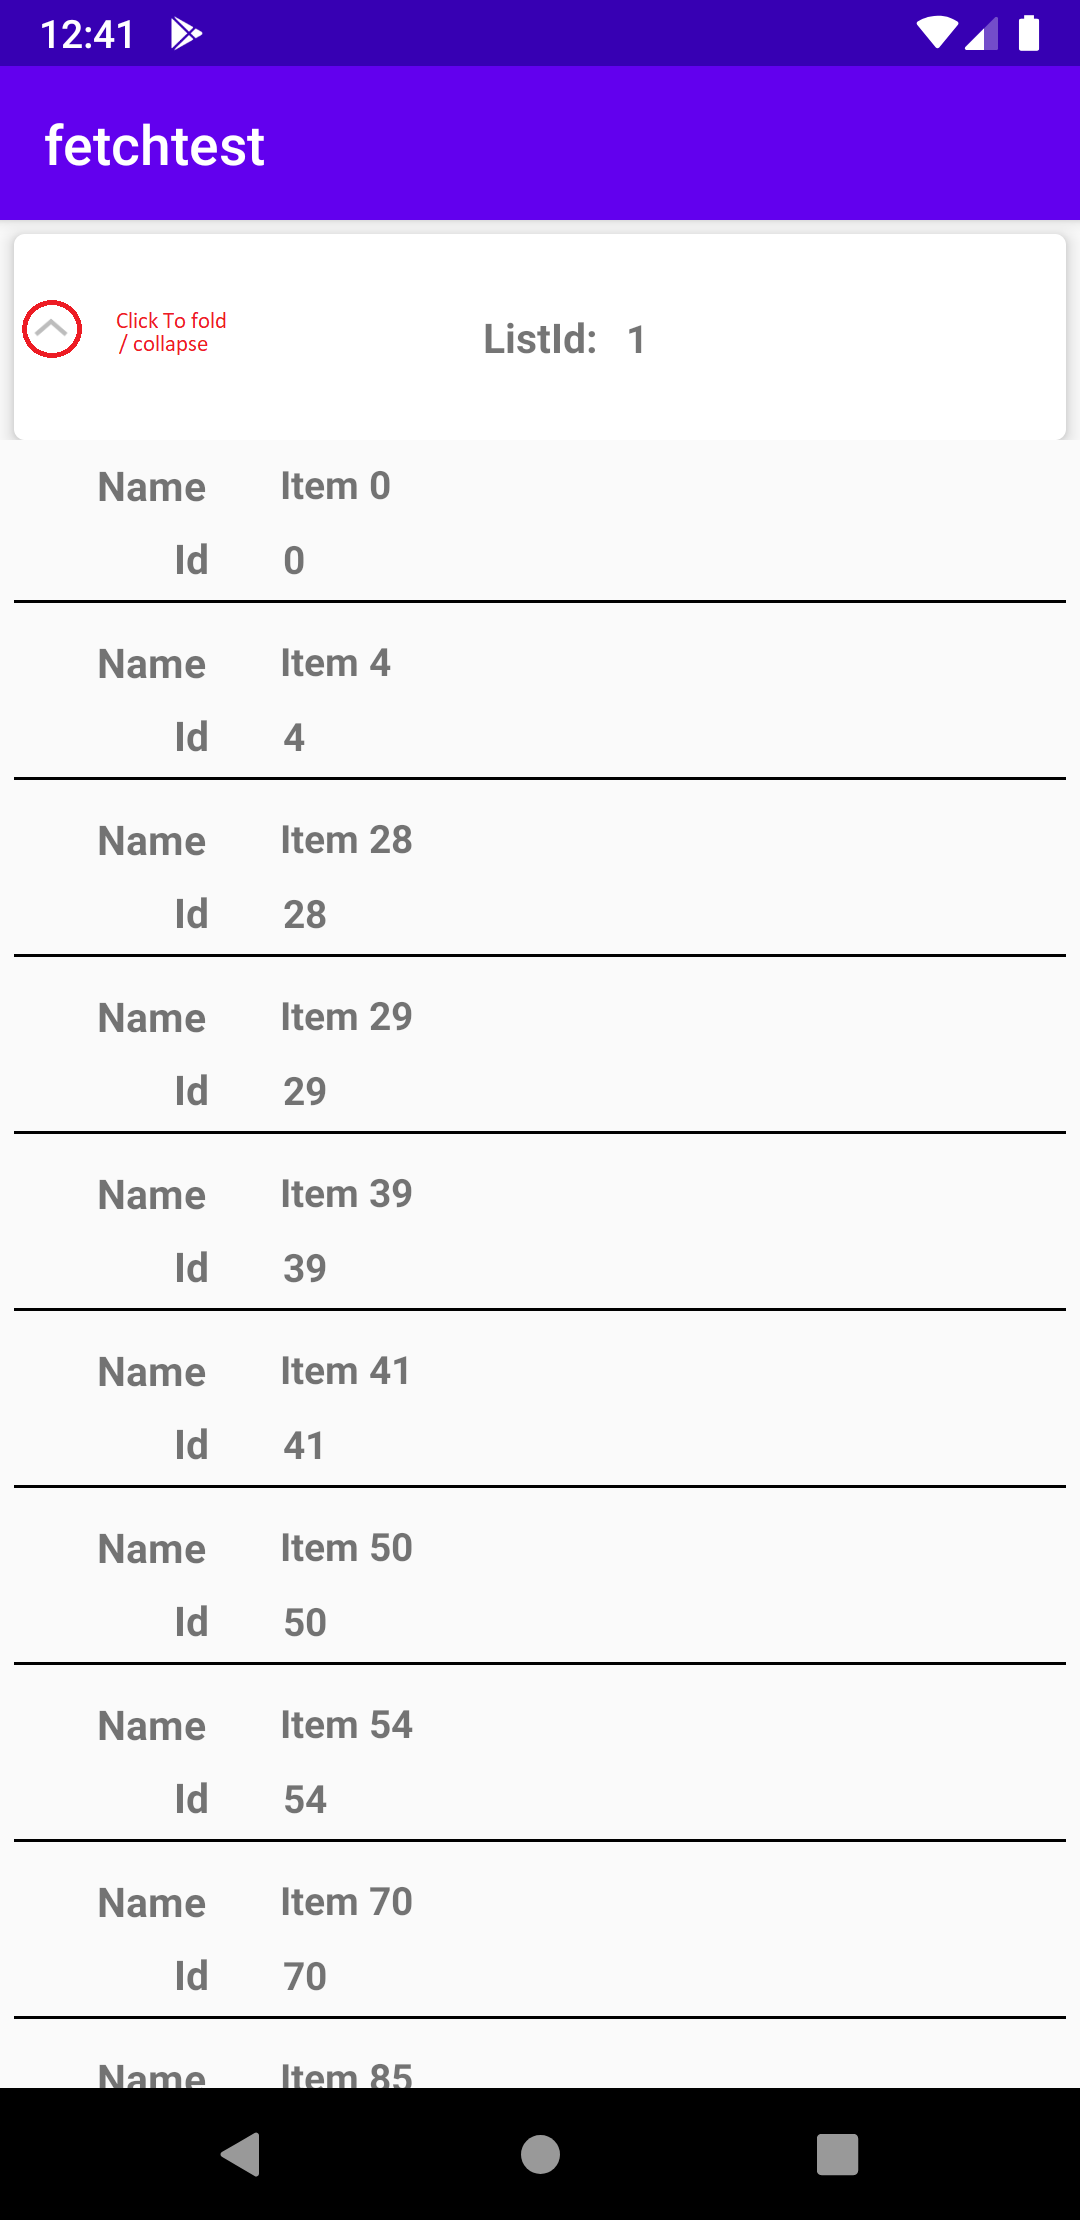 12:41
fetchtest
Click To fold
/ collapse
ListId: 1
Name Item 0
Id 0
Name Item 4
Id 4
Name Item 28
Id 28
Name Item 29
Id 29
Name Item 39
Id 39
Name Item 41
Id 41
Name Item 50
Id 50
Name Item 54
Id 54
Name Item 70
Id 70
Name Item 85